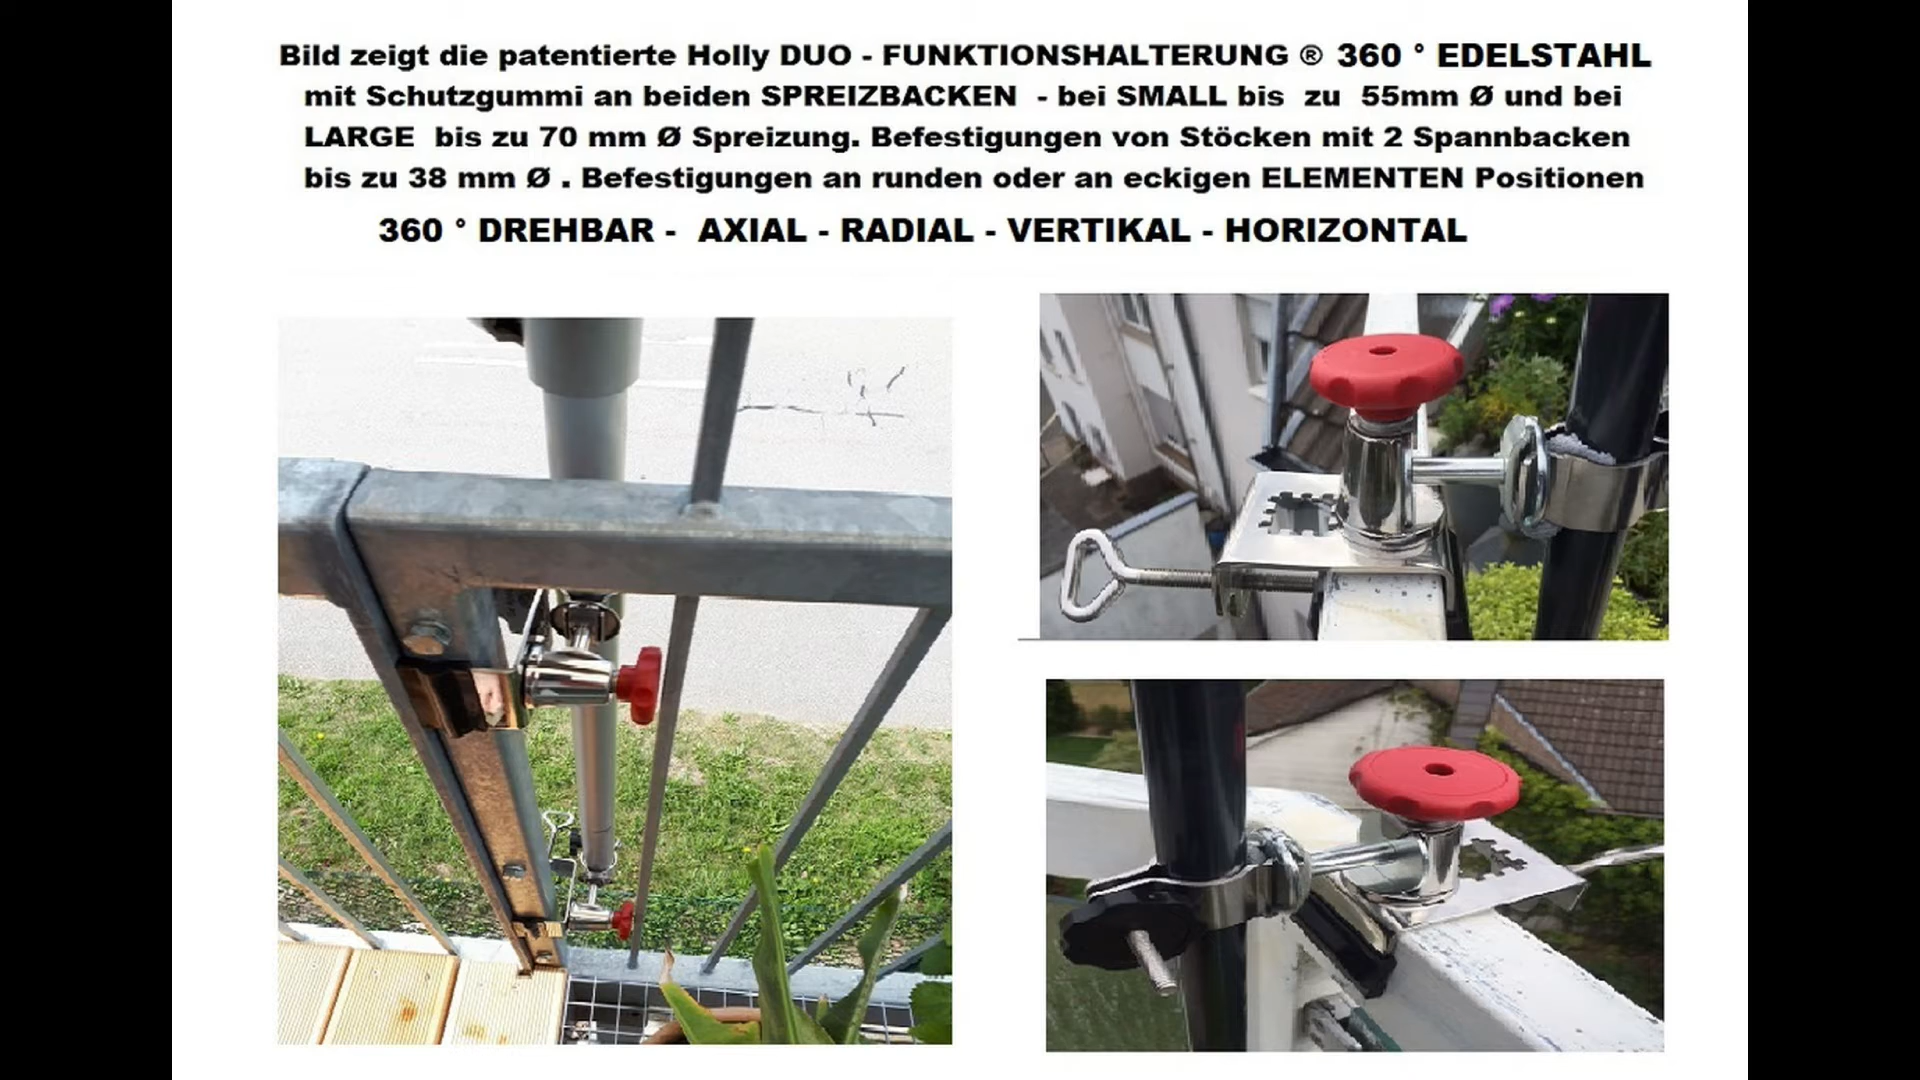 Bild zeigt die patentierte Holly DUO - FUNKTIONSHALTERUNG ® 360 ° EDELSTAHL
mit Schutzgummi an beiden SPREIZBACKEN - bei SMALL bis zu 55mm Ø und bei
LARGE bis zu 70 mm Ø Spreizung. Befestigungen von Stöcken mit 2 Spannbacken
bis zu 38 mm Ø . Befestigungen an runden oder an eckigen ELEMENTEN Positionen
360 ° DREHBAR - AXIAL - RADIAL - VERTIKAL - HORIZONTAL